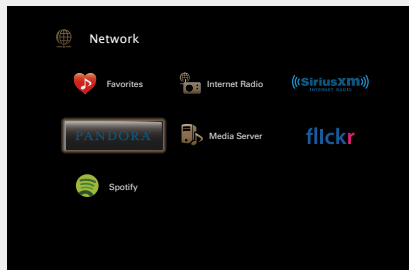 Network
Favorites
Internet Radio
((SiriusXM))
INTERNET RADIO
PANDORA
Media Server
flickr
Spotify